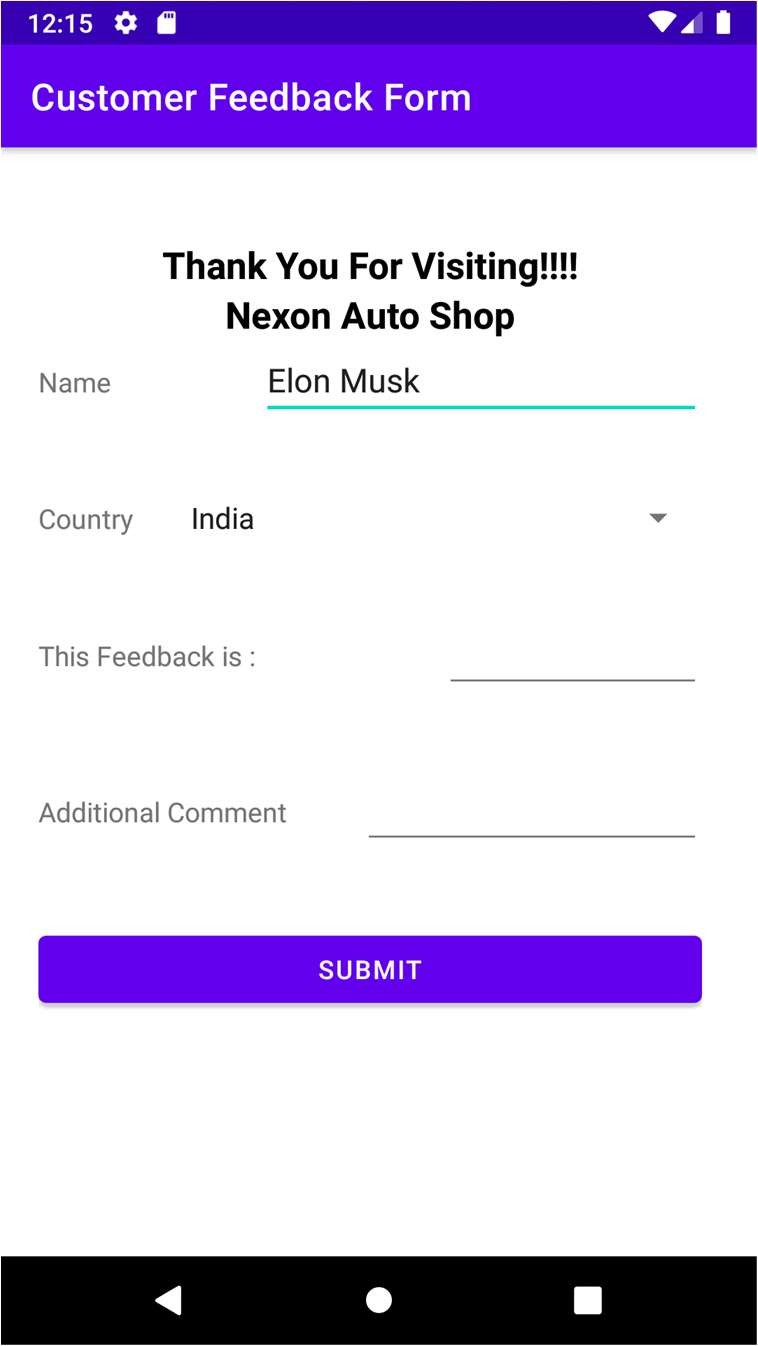 12:15
Customer Feedback Form
Thank You For Visiting!!!!
Nexon Auto Shop
Name Elon Musk
Country India
This Feedback is :
Additional Comment
SUBMIT